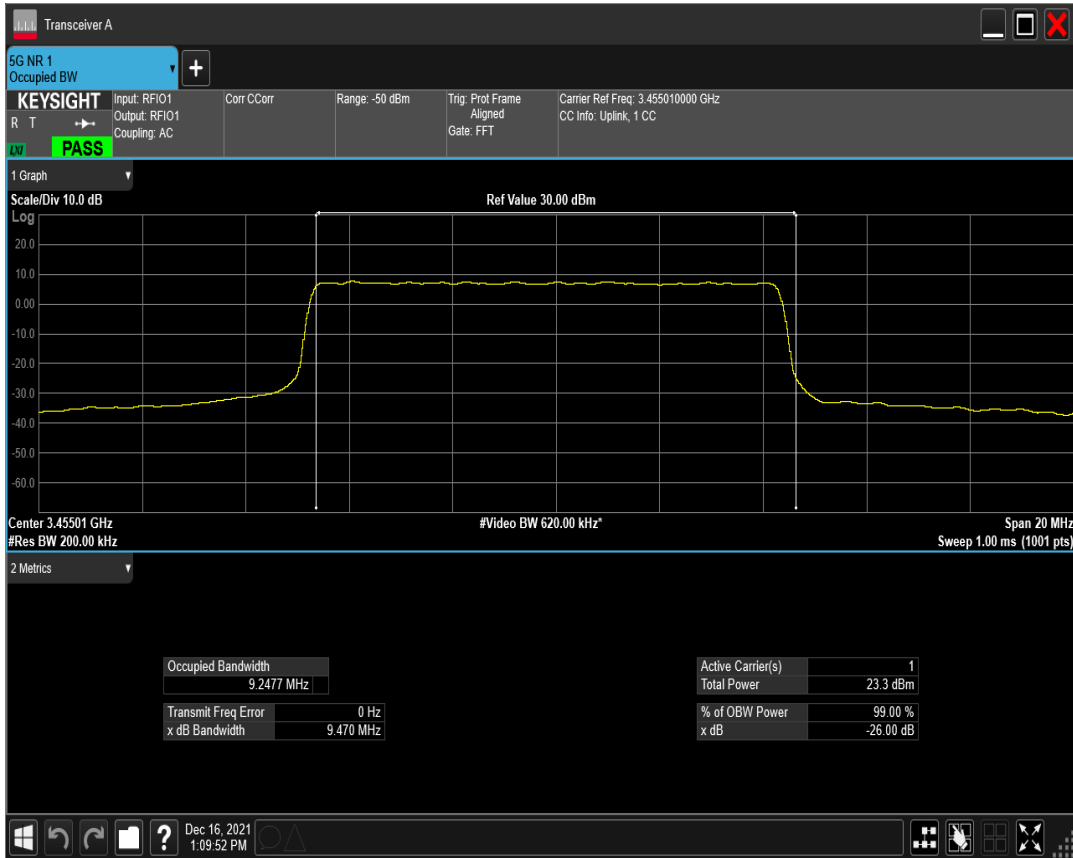 Transceiver A
5G NR 1
Occupied BW
KEYSIGHT
R T
LXI
PASS
Input: RFIO1
Output: RFIO1
Coupling: AC
Corr CCorr
Range: -50 dBm
Trig: Prot Frame
Aligned
Gate: FFT
Carrier Ref Freq: 3.455010000 GHz
CC Info: Uplink, 1 CC
1 Graph
Scale/Div 10.0 dB
Ref Value 30.00 dBm
Log
20.0
10.0
0.00
-10.0
-20.0
-30.0
-40.0
-50.0
-60.0
Center 3.45501 GHz
#Video BW 620.00 kHz*
Span 20 MHz
#Res BW 200.00 kHz
Sweep 1.00 ms (1001 pts)
2 Metrics
Occupied Bandwidth
9.2477 MHz
Transmit Freq Error 0 Hz
x dB Bandwidth 9.470 MHz
Active Carrier(s) 1
Total Power 23.3 dBm
% of OBW Power 99.00 %
x dB -26.00 dB
?
Dec 16, 2021
1:09:52 PM